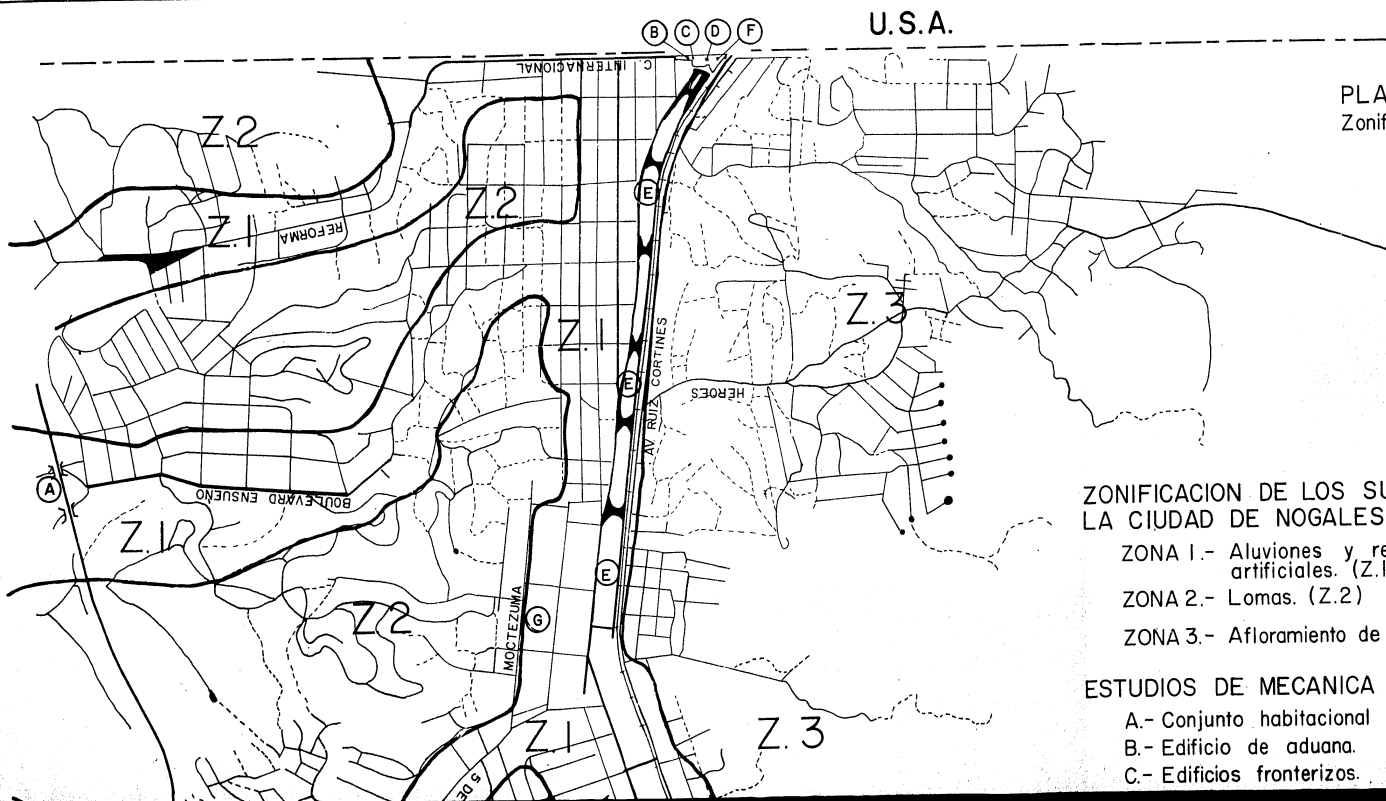 U.S.A.
B C D F
C. INTERNACIONAL
PLA
Zonif
Z.2
Z.2
E
Z.1
REFORMA
Z.3
Z.1
AV RUIZ CORTINES
E
HEROES
A
BOULEVARD ENSUEÑO
Z.1
ZONIFICACION DE LOS SU
LA CIUDAD DE NOGALES
ZONA 1.- Aluviones y re
artificiales. (Z.1
ZONA 2.- Lomas. (Z.2)
ZONA 3.- Afloramiento de
E
Z.2
MOCTEZUMA
G
ESTUDIOS DE MECANICA
A.- Conjunto habitacional
B.- Edificio de aduana.
C.- Edificios fronterizos.
Z.1
Z.3
5 DE